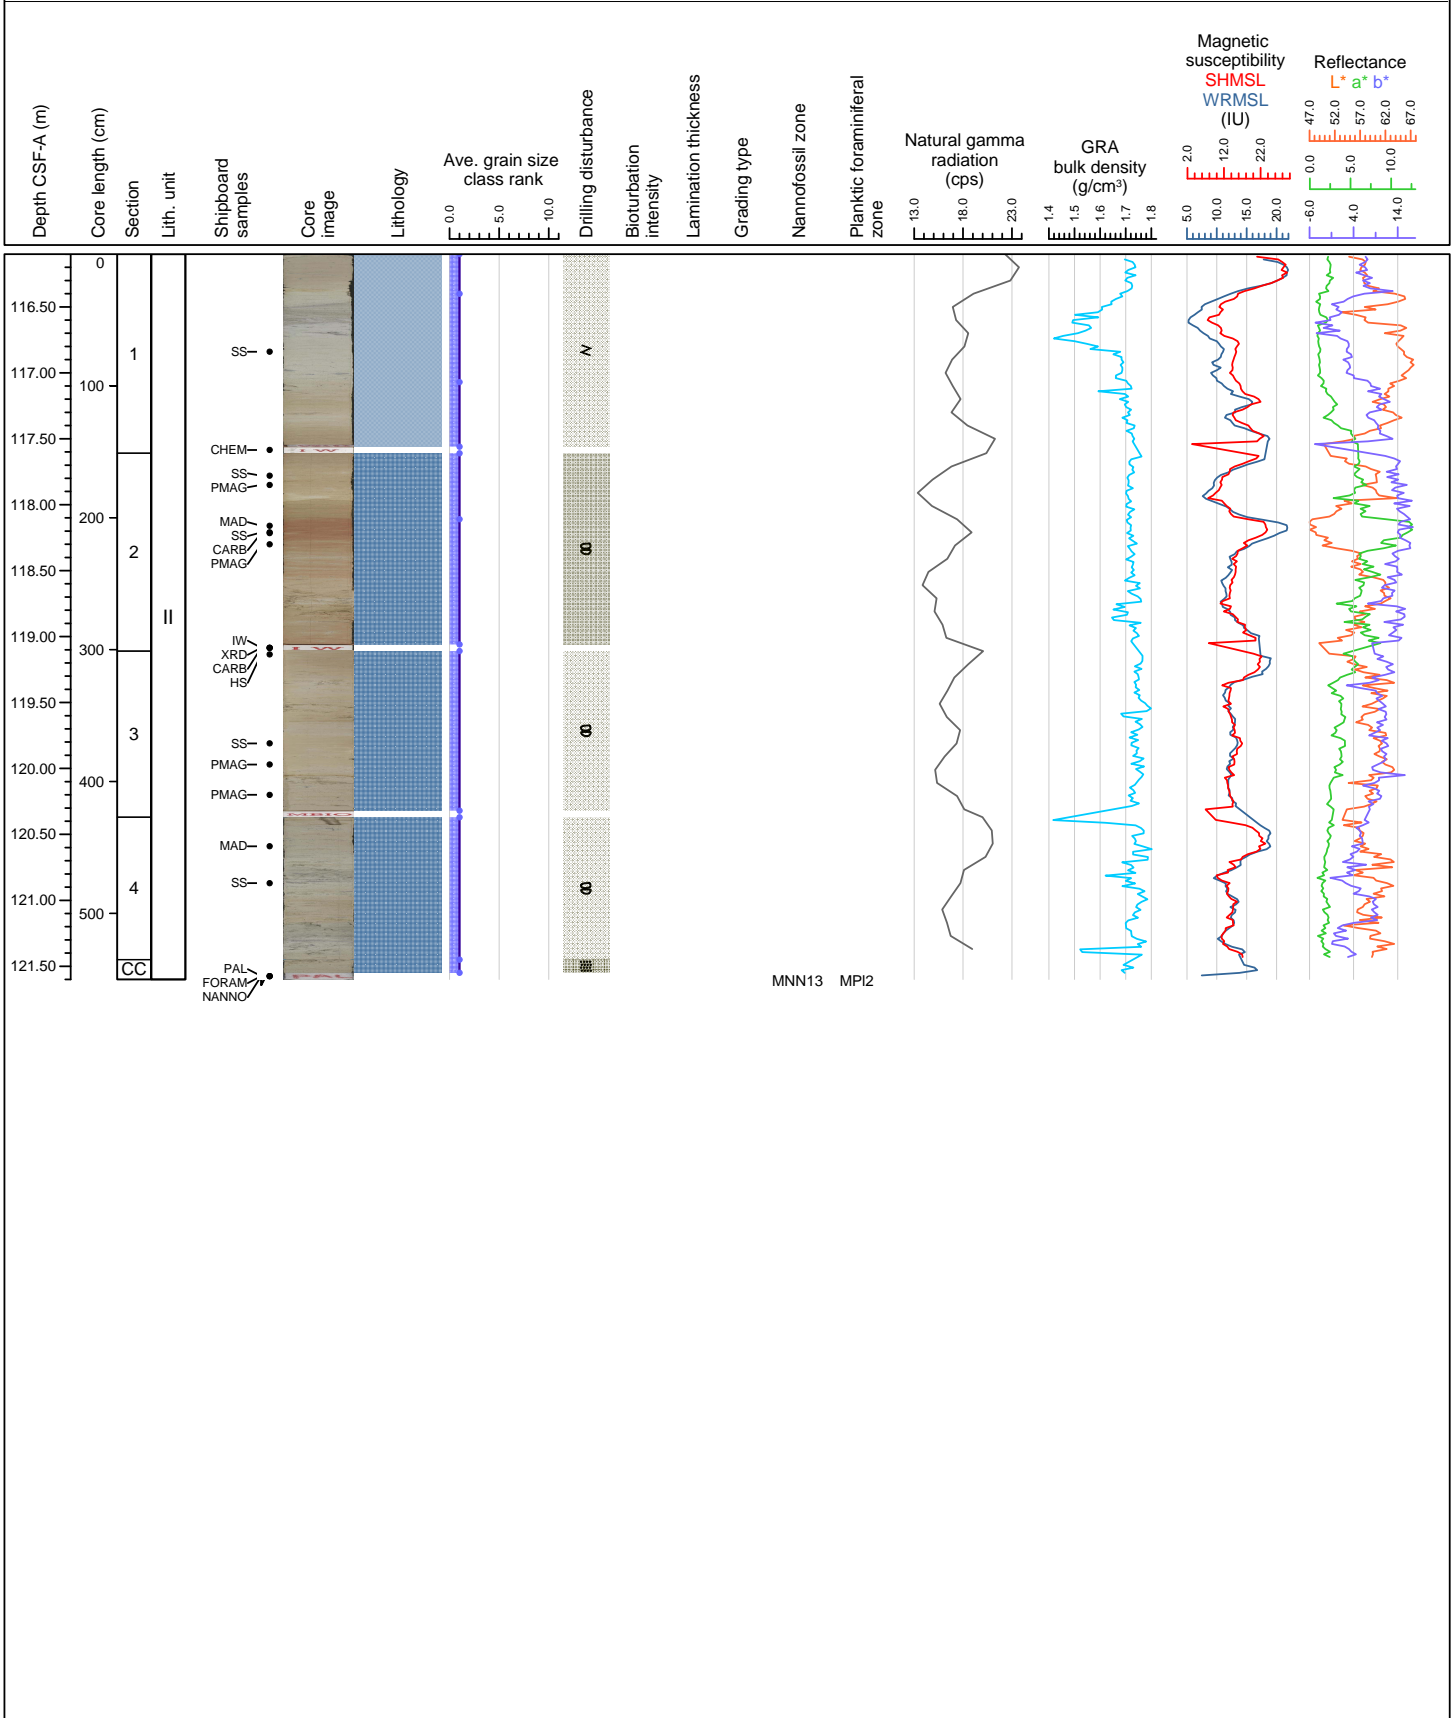 Depth CSF-A (m)
Core length (cm)
Section
Lith. unit
Shipboard
samples
Core
image
Lithology
Ave. grain size
class rank
0.0 5.0 10.0
Drilling disturbance
Bioturbation
intensity
Lamination thickness
Grading type
Nannofossil zone
Planktic foraminiferal
zone
Natural gamma
radiation
(cps)
13.0 18.0 23.0
GRA
bulk density
(g/cm³)
1.4 1.5 1.6 1.7 1.8
Magnetic
susceptibility
SHMSL
WRMSL
(IU)
2.0 12.0 22.0
5.0 10.0 15.0 20.0
Reflectance
L* a* b*
47.0 52.0 57.0 62.0 67.0
0.0 5.0 10.0
-6.0 4.0 14.0
116.50
117.00
117.50
118.00
118.50
119.00
119.50
120.00
120.50
121.00
121.50
0
100
200
300
400
500
1
2
3
4
CC
II
SS
CHEM
SS
PMAG
MAD
SS
CARB
PMAG
IW
XRD
CARB
HS
SS
PMAG
PMAG
MAD
SS
PAL
FORAM
NANNO
I W
I W
MBIO
PAL
MNN13 MPl2